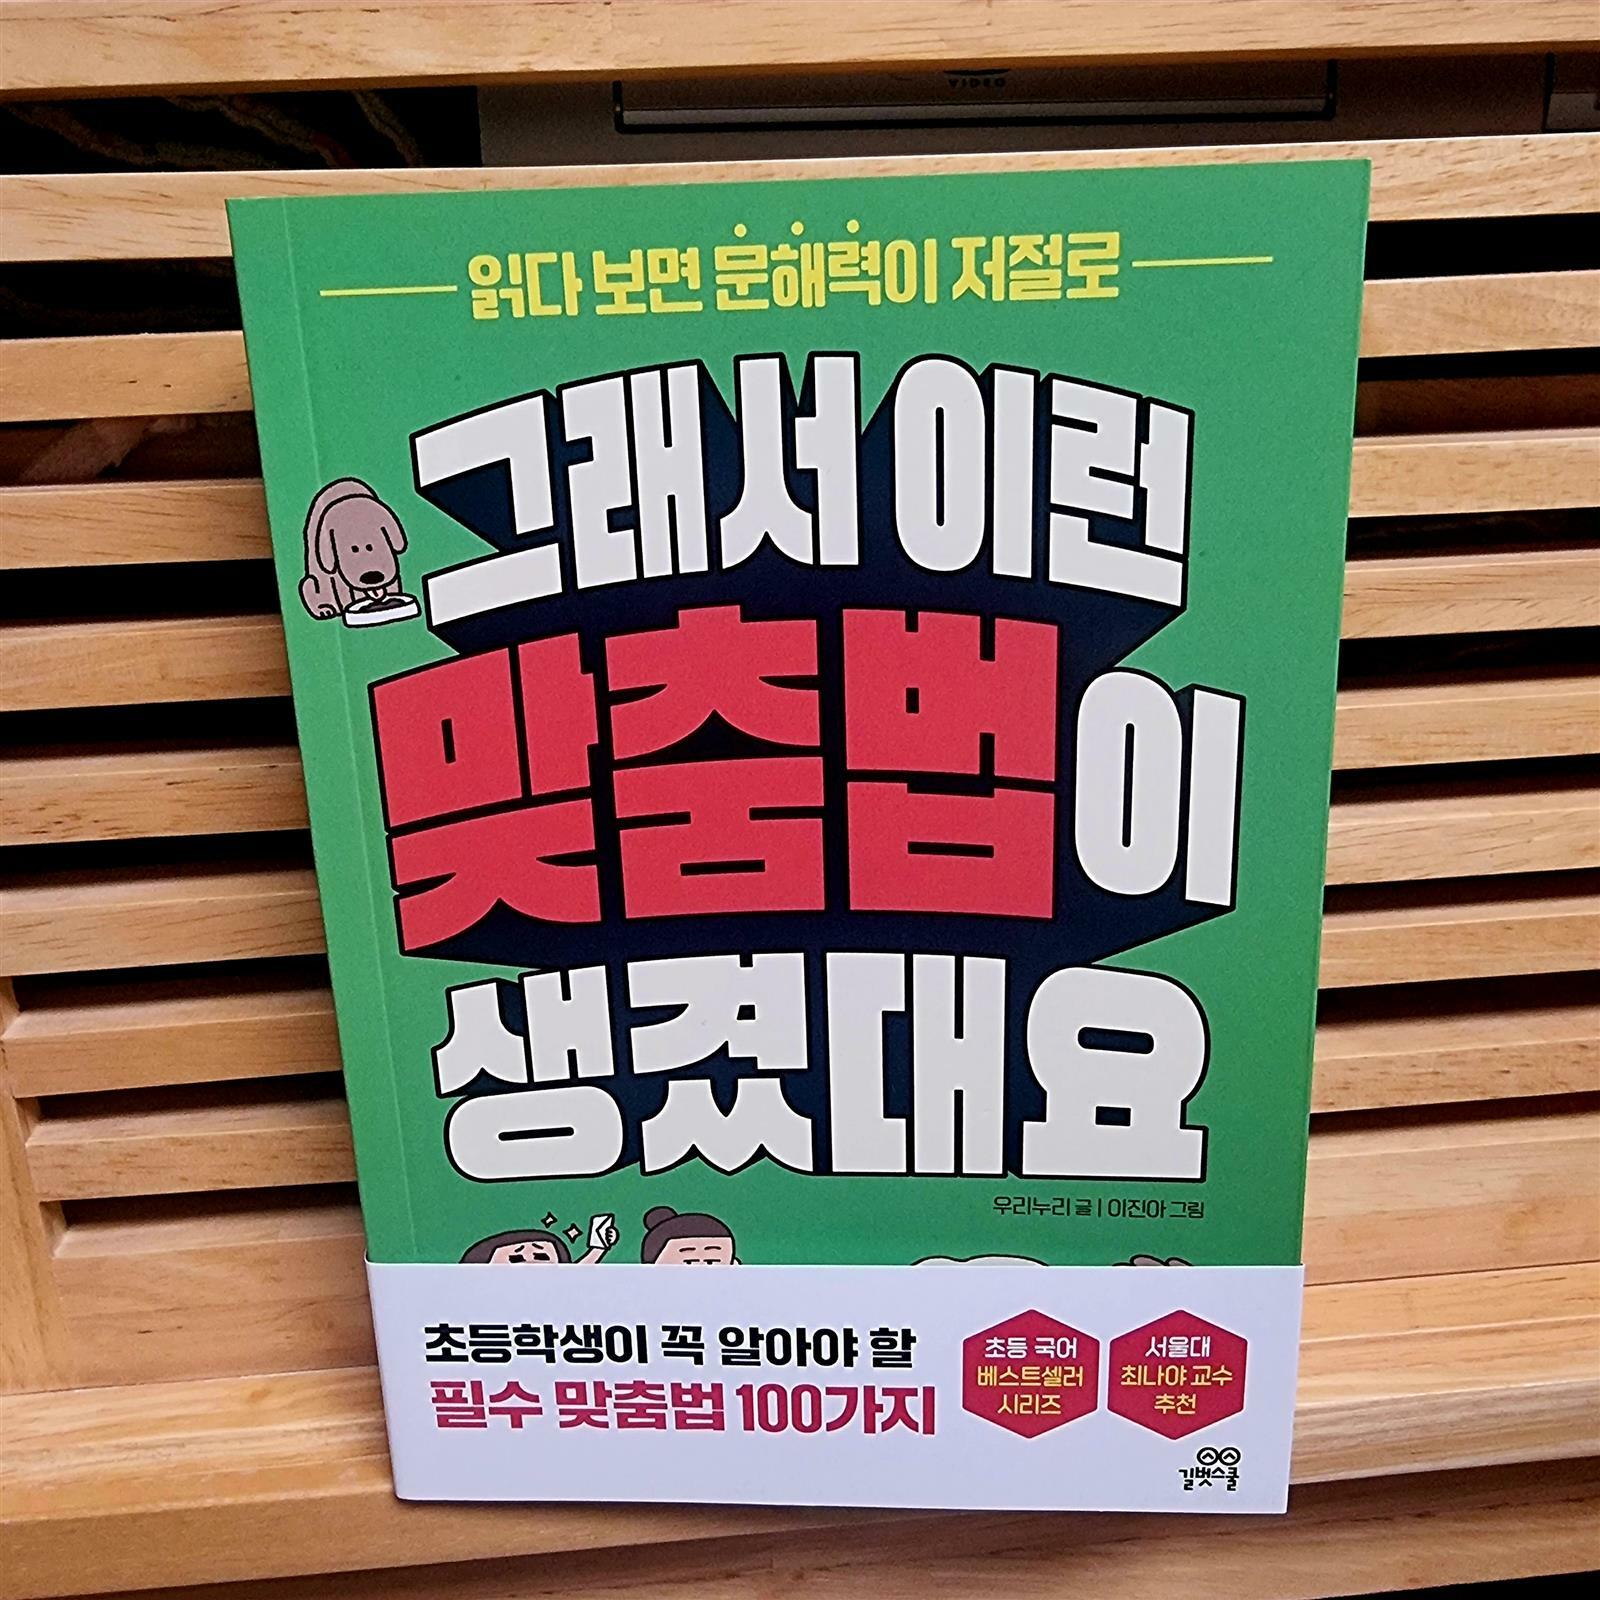 VIDEO
읽다 보면 문해력이 저절로
그래서 이런
맞춤법이
생겼대요
우리누리 글 | 이진아 그림
초등학생이 꼭 알아야 할
필수 맞춤법 100가지
초등 국어
베스트셀러
시리즈
서울대
최나야 교수
추천
길벗스쿨